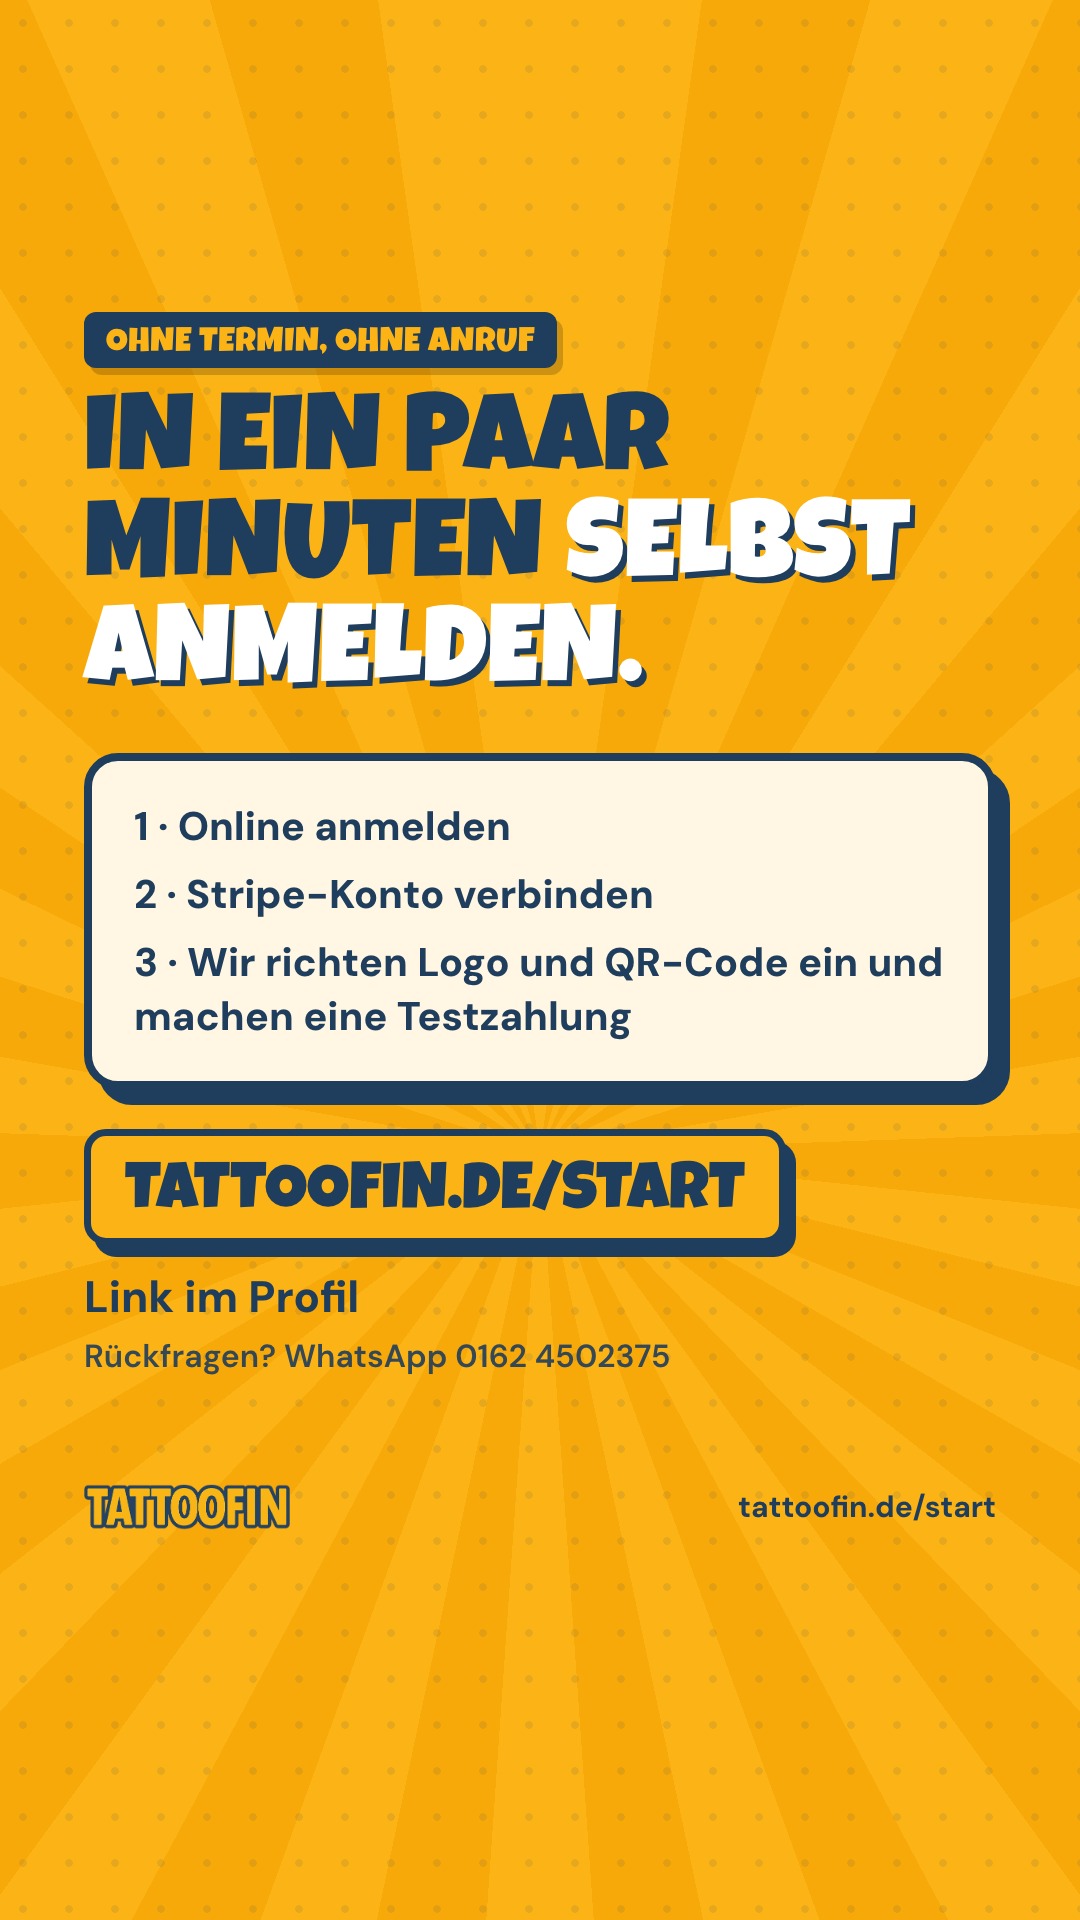 OHNE TERMIN, OHNE ANRUF
IN EIN PAAR
MINUTEN SELBST
ANMELDEN.
1 · Online anmelden
2 · Stripe-Konto verbinden
3 · Wir richten Logo und QR-Code ein und
machen eine Testzahlung
TATTOOFIN.DE/START
Link im Profil
Rückfragen? WhatsApp 0162 4502375
TATTOOFIN
tattoofin.de/start